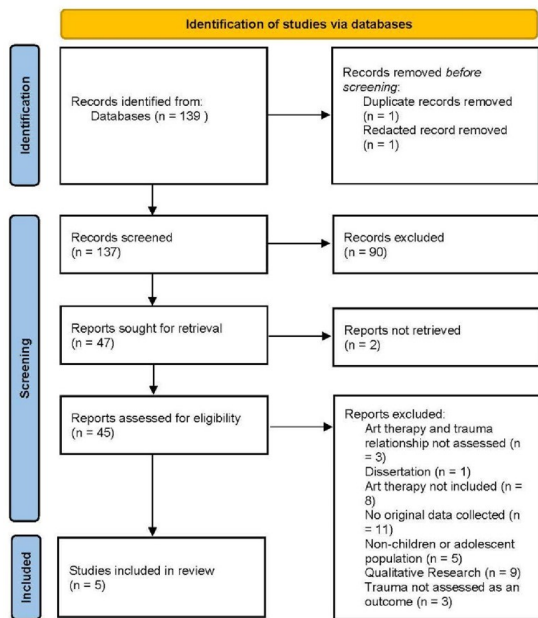 Identification of studies via databases
Identification
Records identified from:
Databases (n = 139 )
Records removed before
screening:
Duplicate records removed
(n = 1)
Redacted record removed
(n = 1)
Screening
Records screened
(n = 137)
Records excluded
(n = 90)
Reports sought for retrieval
(n = 47)
Reports not retrieved
(n = 2)
Reports assessed for eligibility
(n = 45)
Reports excluded:
Art therapy and trauma
relationship not assessed (n
= 3)
Dissertation (n = 1)
Art therapy not included (n =
8)
No original data collected (n =
11)
Non-children or adolescent
population (n = 5)
Qualitative Research (n = 9)
Trauma not assessed as an
outcome (n = 3)
Included
Studies included in review
(n = 5)